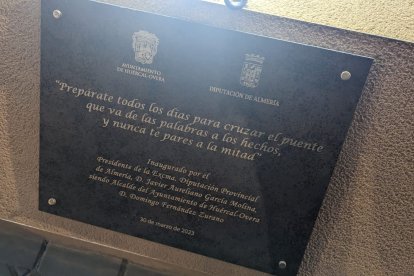 AYUNTAMIENTO
DE HUÉRCAL-OVERA
DIPUTACIÓN DE ALMERÍA
"Prepárate todos los días para cruzar el puente
que va de las palabras a los hechos,
y nunca te pares a la mitad"
Inaugurado por el
Presidente de la Excma. Diputación Provincial
de Almería, D. Javier Aureliano García Molina,
siendo Alcalde del Ayuntamiento de Huércal-Overa
D. Domingo Fernández Zurano
30 de marzo de 2023